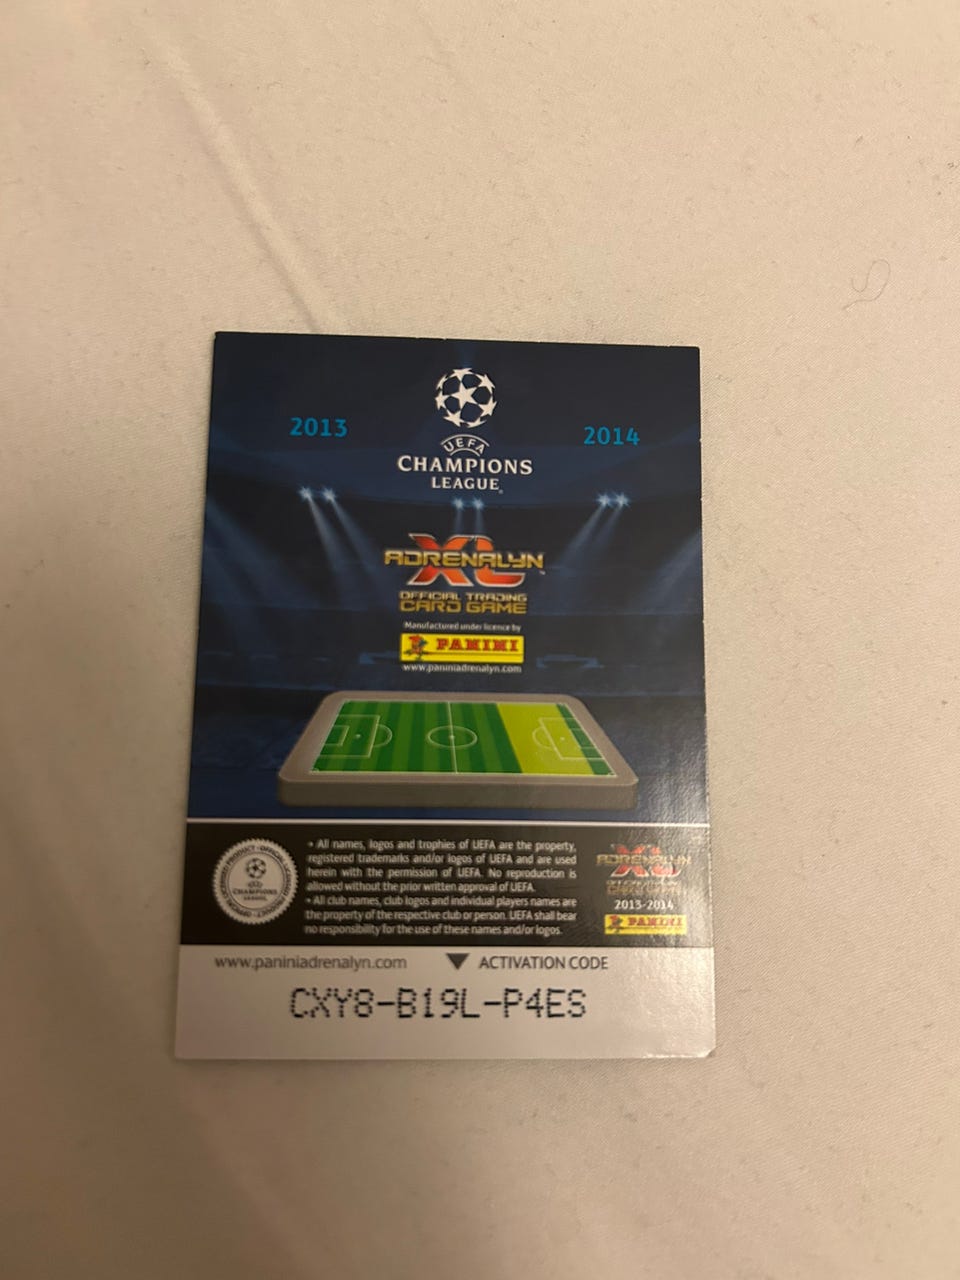 2013
2014
UEFA
CHAMPIONS
LEAGUE
ADRENALYN
XL
OFFICIAL TRADING
CARD GAME
Manufactured under licence by
PANINI
www.paniniadrenalyn.com
• All names, logos and trophies of UEFA are the property,
registered trademarks and/or logos of UEFA and are used
herein with the permission of UEFA. No reproduction is
allowed without the prior written approval of UEFA.
• All club names, club logos and individual players names are
the property of the respective club or person. UEFA shall bear
no responsibility for the use of these names and/or logos.
CHAMPIONS
LEAGUE
ADRENALYN
XL
2013-2014
PANINI
www.paniniadrenalyn.com ▼ ACTIVATION CODE
CXY8-B19L-P4ES